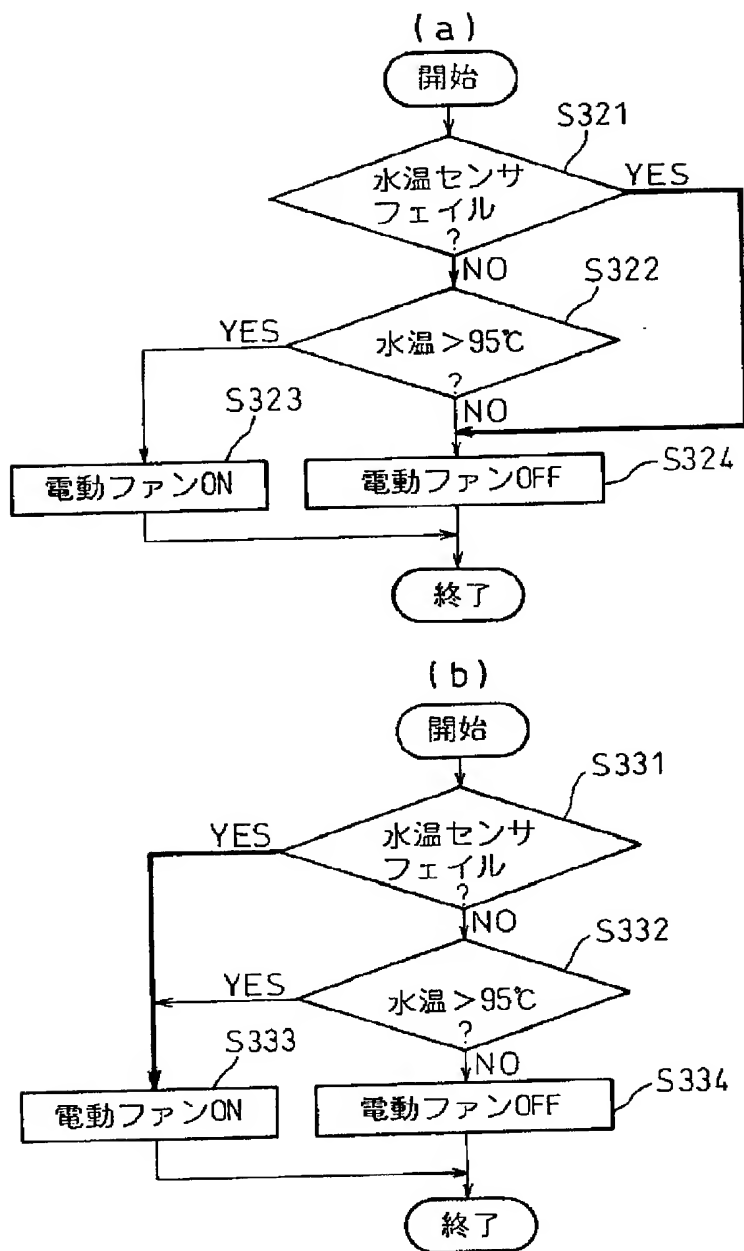 (a)
開始
S321
水温センサ
フェイル
?
YES
NO
S322
水温>95℃
?
YES
NO
S323
電動ファンON
電動ファンOFF
S324
終了
(b)
開始
S331
水温センサ
フェイル
?
YES
NO
S332
水温>95℃
?
YES
NO
S333
電動ファンON
電動ファンOFF
S334
終了